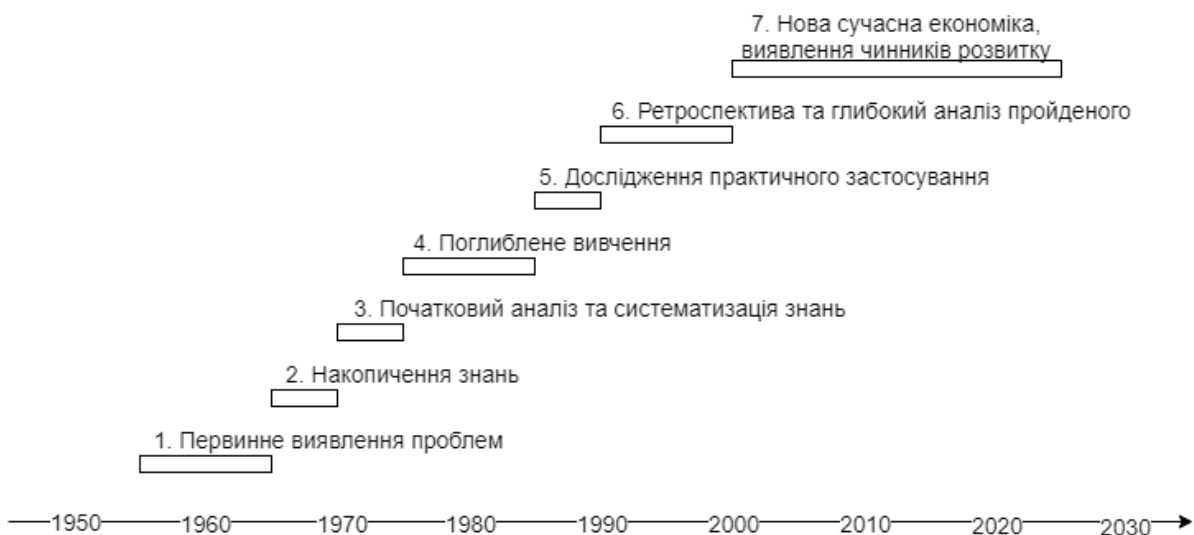 7. Нова сучасна економіка,
виявлення чинників розвитку
6. Ретроспектива та глибокий аналіз пройденого
5. Дослідження практичного застосування
4. Поглиблене вивчення
3. Початковий аналіз та систематизація знань
2. Накопичення знань
1. Первинне виявлення проблем
1950 1960 1970 1980 1990 2000 2010 2020 2030